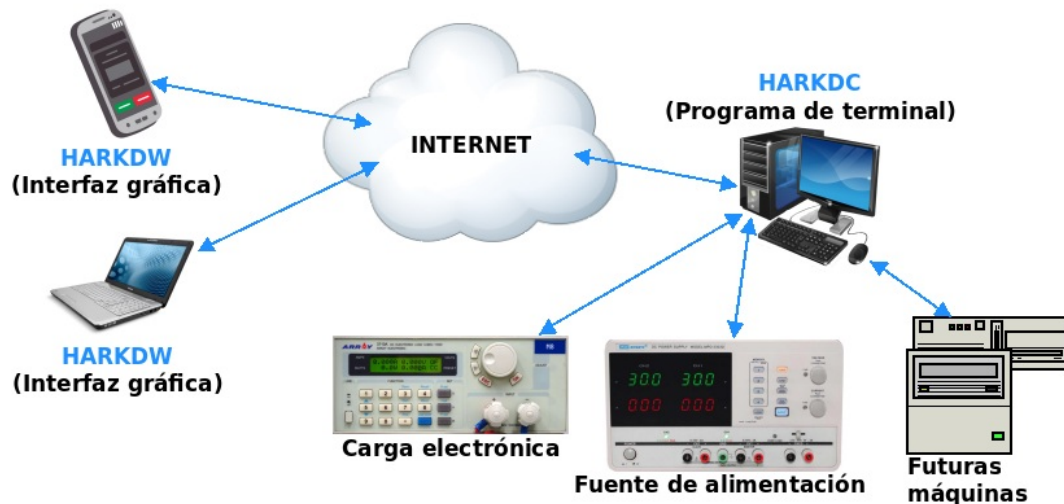 HARKDC
(Programa de terminal)
INTERNET
HARKDW
(Interfaz gráfica)
HARKDW
(Interfaz gráfica)
ARRAY
300 300
000 000
Carga electrónica
Fuente de alimentación
Futuras
máquinas